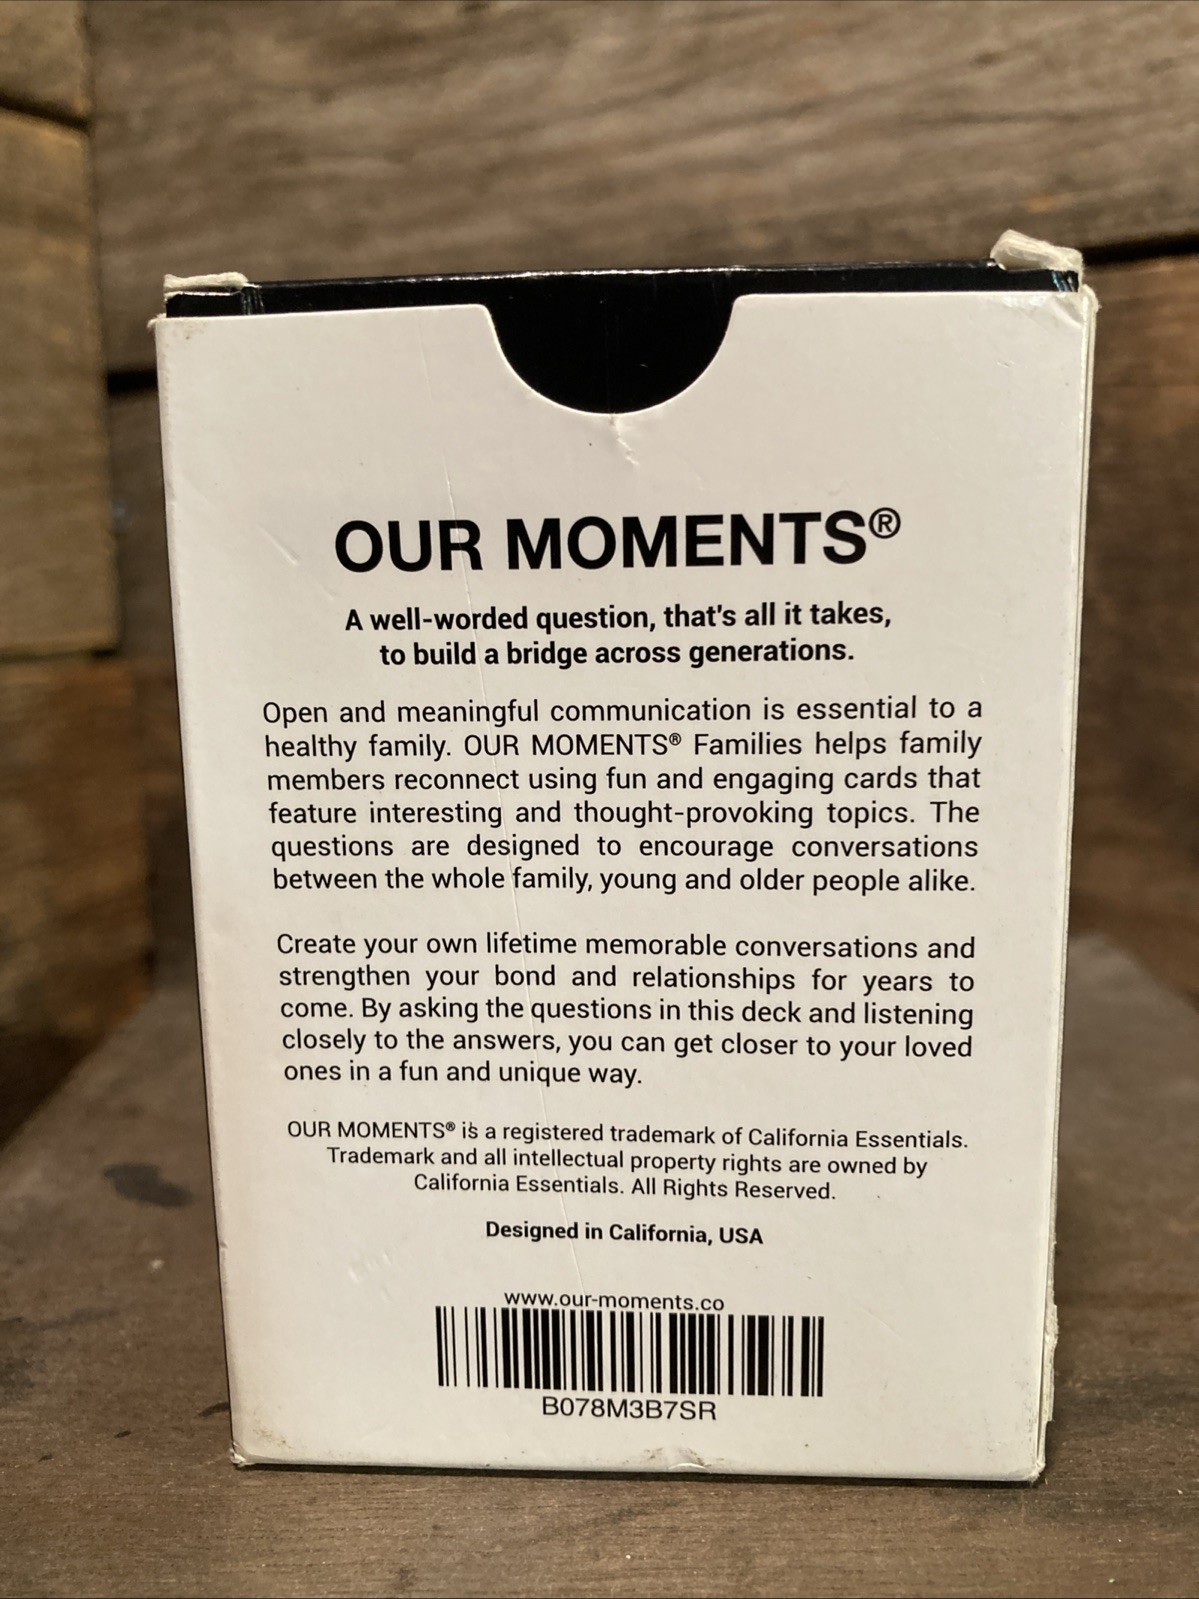 OUR MOMENTS®
A well-worded question, that's all it takes,
to build a bridge across generations.
Open and meaningful communication is essential to a
healthy family. OUR MOMENTS® Families helps family
members reconnect using fun and engaging cards that
feature interesting and thought-provoking topics. The
questions are designed to encourage conversations
between the whole family, young and older people alike.
Create your own lifetime memorable conversations and
strengthen your bond and relationships for years to
come. By asking the questions in this deck and listening
closely to the answers, you can get closer to your loved
ones in a fun and unique way.
OUR MOMENTS® is a registered trademark of California Essentials.
Trademark and all intellectual property rights are owned by
California Essentials. All Rights Reserved.
Designed in California, USA
www.our-moments.co
B078M3B7SR